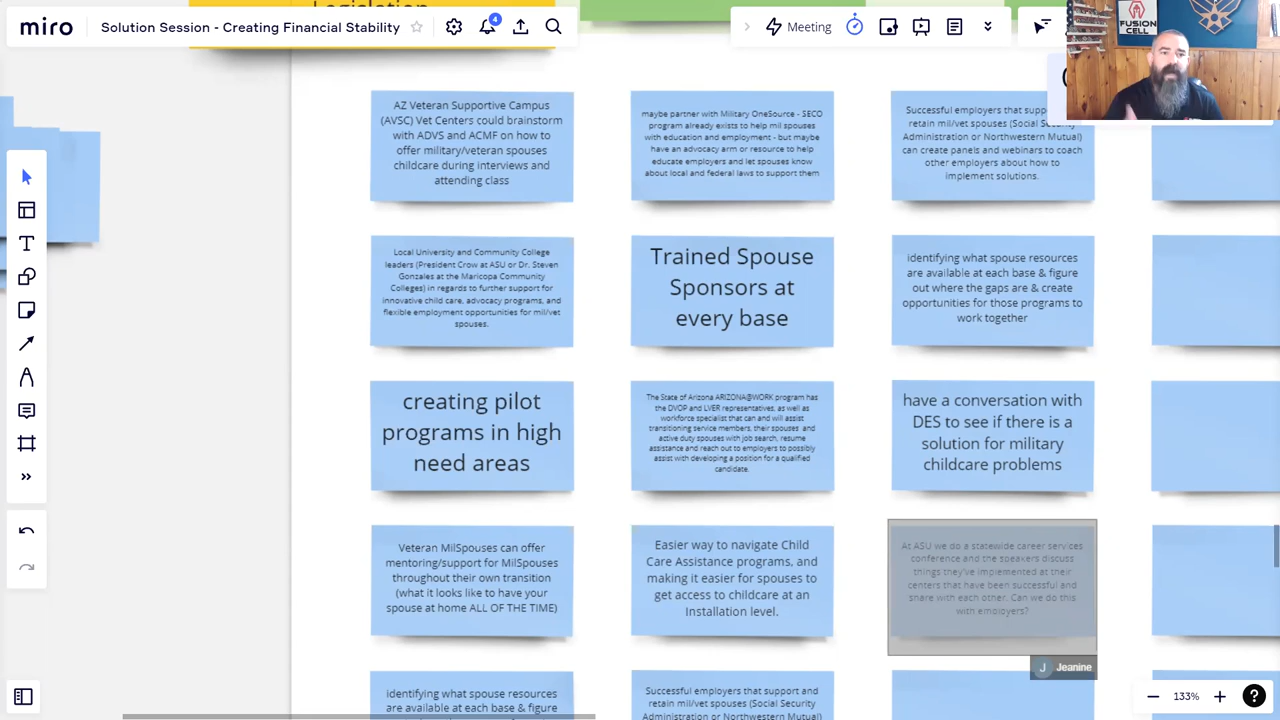 Legislation
miro
Solution Session - Creating Financial Stability
4
Meeting
FUSION
CELL
AZ Veteran Supportive Campus
(AVSC) Vet Centers could brainstorm
with ADVS and ACMF on how to
offer military/veteran spouses
childcare during interviews and
attending class
maybe partner with Military OneSource - SECO
program already exists to help mil spouses
with education and employment - but maybe
have an advocacy arm or resource to help
educate employers and let spouses know
about local and federal laws to support them
Successful employers that
retain mil/vet spouses (Social
Administration or Northwestern Mutual)
can create panels and webinars to coach
other employers about how to
implement solutions.
Local University and Community College
leaders (President Crow at ASU or Dr. Steven
Gonzales at the Maricopa Community
Colleges) in regards to further support for
innovative child care, advocacy programs, and
flexible employment opportunities for mil/vet
spouses.
Trained Spouse
Sponsors at
every base
identifying what spouse resources
are available at each base & figure
out where the gaps are & create
opportunities for those programs to
work together
creating pilot
programs in high
need areas
The State of Arizona ARIZONA@WORK program has
the DVOP and LVER representatives, as well as
workforce specialist that can and will assist
transitioning service members, their spouses and
active duty spouses with job search, resume
assistance and reach out to employers to possibly
assist with developing a position for a qualified
candidate.
have a conversation with
DES to see if there is a
solution for military
childcare problems
Veteran MilSpouses can offer
mentoring/support for MilSpouses
throughout their own transition
(what it looks like to have your
spouse at home ALL OF THE TIME)
Easier way to navigate Child
Care Assistance programs, and
making it easier for spouses to
get access to childcare at an
Installation level.
At ASU we do a statewide career services
conference and the speakers discuss
things they've implemented at their
centers that have been successful and
share with each other. Can we do this
with employers?
J Jeanine
identifying what spouse resources
are available at each base & figure
Successful employers that support and
retain mil/vet spouses (Social Security
Administration or Northwestern Mutual)
133%